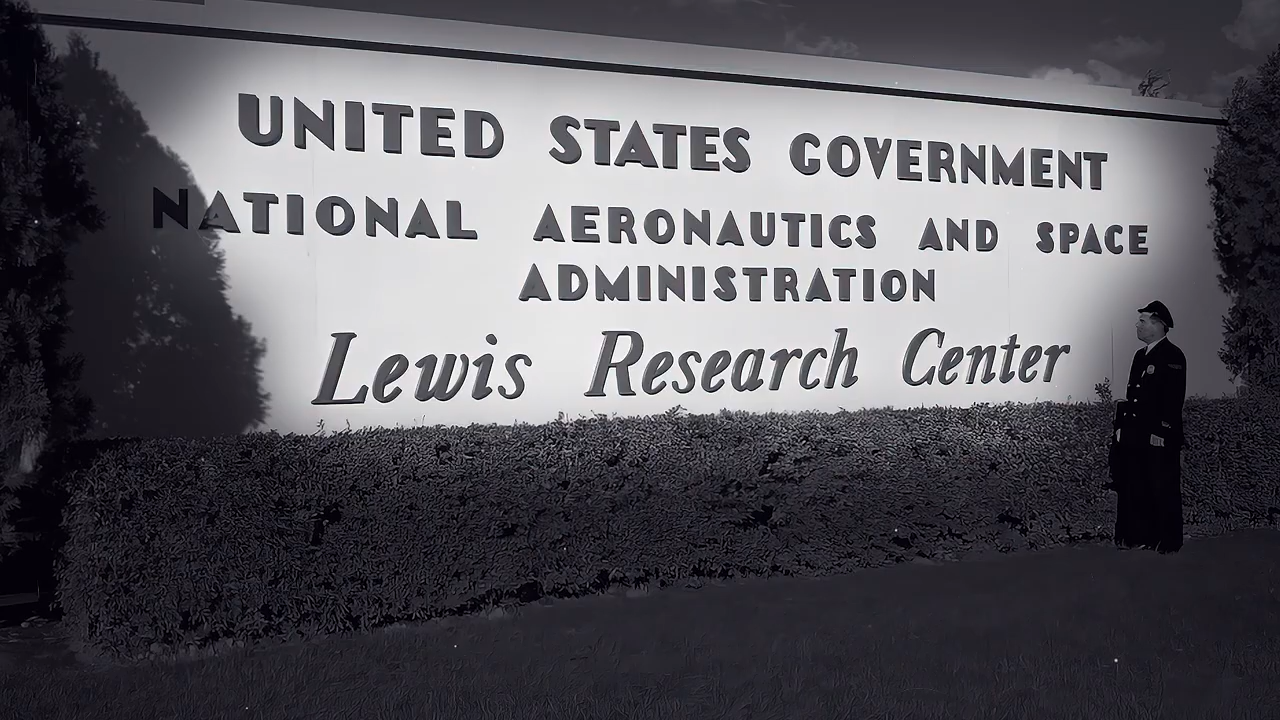 UNITED STATES GOVERNMENT
NATIONAL AERONAUTICS AND SPACE
ADMINISTRATION
Lewis Research Center